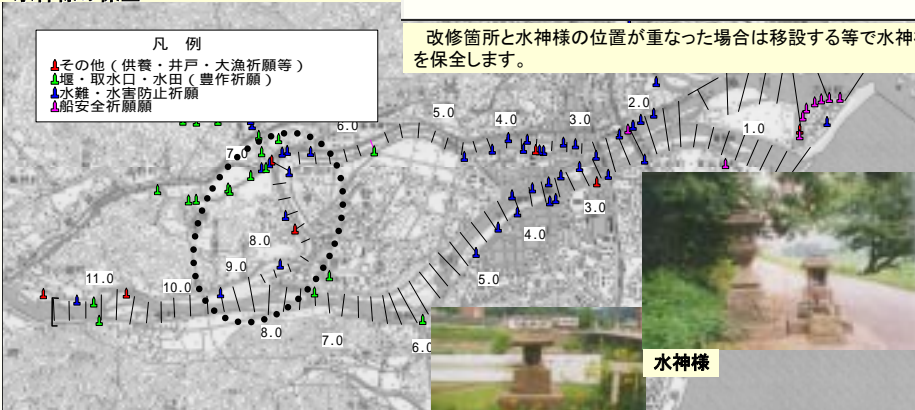 改修箇所と水神様の位置が重なった場合は移設する等で水神様
を保全します。
凡 例
その他(供養・井戸・大漁祈願等)
堰・取水口・水田(豊作祈願)
水難・水害防止祈願
船安全祈願願
2.0
1.0
5.0
4.0
3.0
6.0
7.0
3.0
4.0
8.0
5.0
9.0
11.0
10.0
8.0
7.0
6.0
水神様